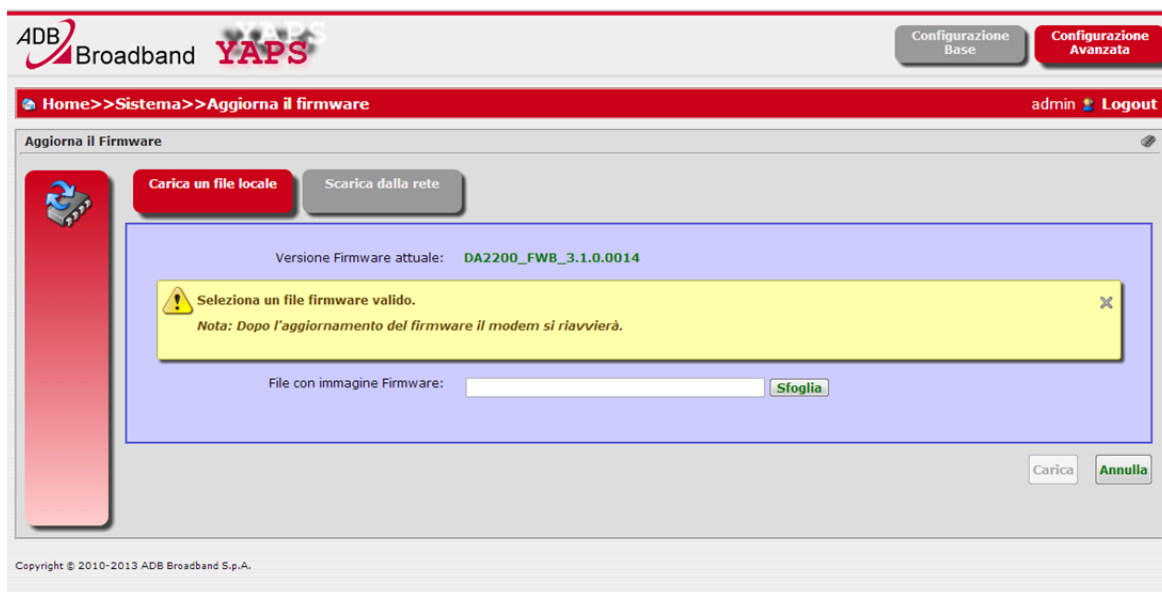 ADB
Broadband
YAPS
Configurazione
Base
Configurazione
Avanzata
Home>>Sistema>>Aggiorna il firmware
admin Logout
Aggiorna il Firmware
Carica un file locale
Scarica dalla rete
Versione Firmware attuale: DA2200_FWB_3.1.0.0014
Seleziona un file firmware valido.
Nota: Dopo l'aggiornamento del firmware il modem si riavvierà.
File con immagine Firmware:
Sfoglia
Carica
Annulla
Copyright © 2010-2013 ADB Broadband S.p.A.